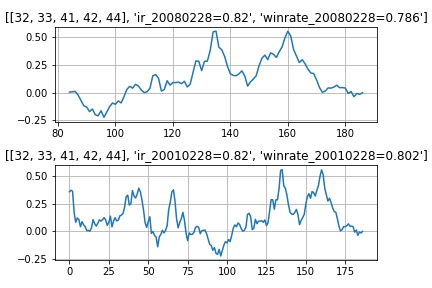 [[32, 33, 41, 42, 44], 'ir_20080228=0.82', 'winrate_20080228=0.786']
0.50
0.25
0.00
−0.25
80 100 120 140 160 180
[[32, 33, 41, 42, 44], 'ir_20010228=0.82', 'winrate_20010228=0.802']
0.50
0.25
0.00
−0.25
0 25 50 75 100 125 150 175